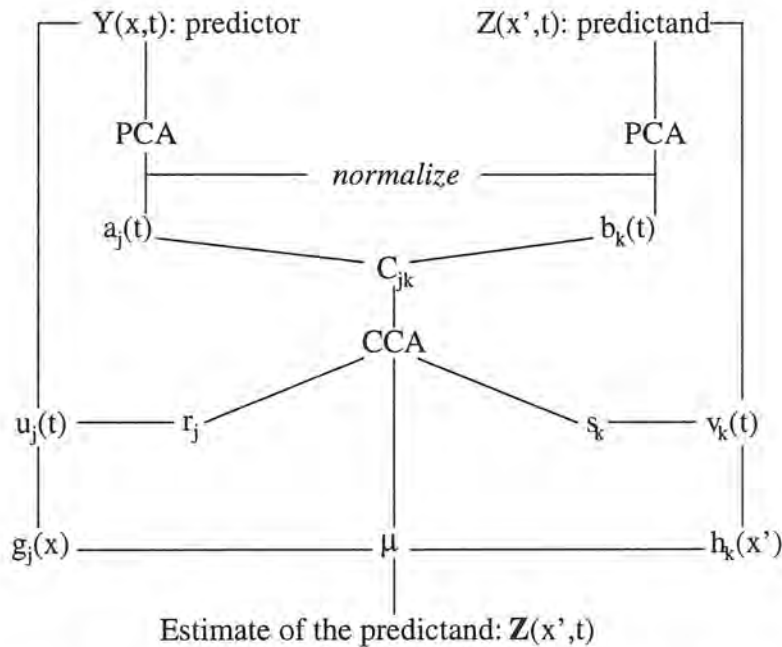 Y(x,t): predictor Z(x',t): predictand
PCA PCA
normalize
a_j(t) b_k(t)
C_jk
CCA
u_j(t) r_j s_k v_k(t)
g_j(x) μ h_k(x')
Estimate of the predictand: Z(x',t)